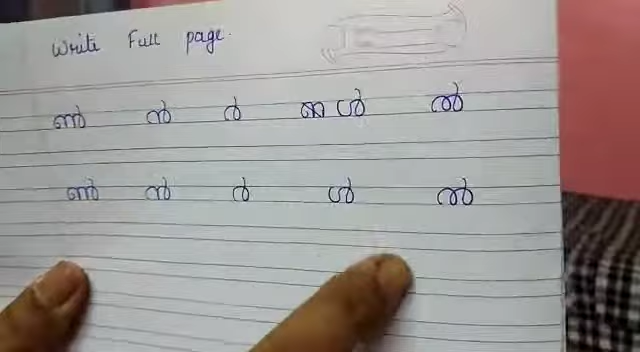 Write Full page.
ൺ ൻ ർ ൾ ൽ
ൺ ൻ ർ ൾ ൽ